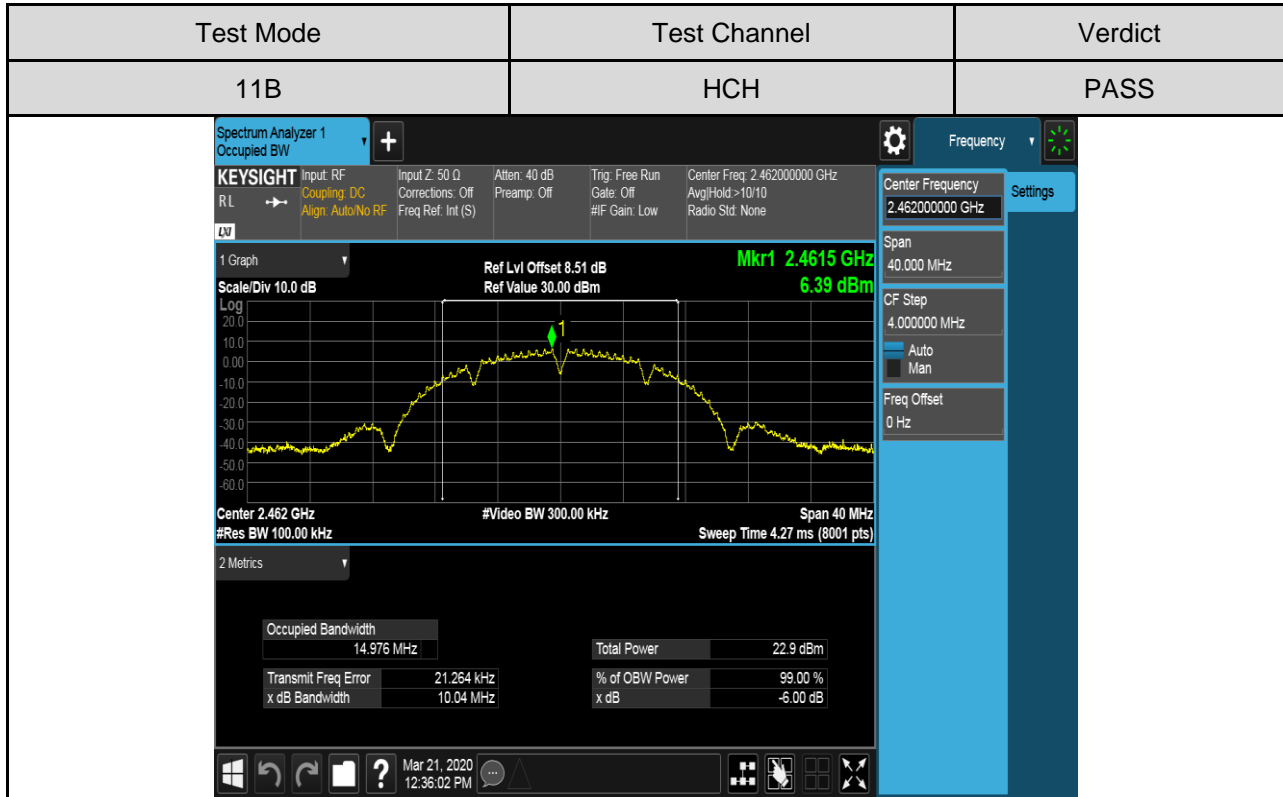 Test Mode Test Channel Verdict
11B HCH PASS
Spectrum Analyzer 1
Occupied BW
+
Frequency
KEYSIGHT Input: RF Input Z: 50 Ω Atten: 40 dB Trig: Free Run Center Freq: 2.462000000 GHz
RL Coupling: DC Corrections: Off Preamp: Off Gate: Off Avg|Hold:>10/10
Align: Auto/No RF Freq Ref: Int (S) #IF Gain: Low Radio Std: None
LXI
Center Frequency
2.462000000 GHz
Settings
Span
40.000 MHz
CF Step
4.000000 MHz
Auto
Man
Freq Offset
0 Hz
1 Graph Ref Lvl Offset 8.51 dB Mkr1 2.4615 GHz
Scale/Div 10.0 dB Ref Value 30.00 dBm 6.39 dBm
Log
20.0
1
10.0
0.00
-10.0
-20.0
-30.0
-40.0
-50.0
-60.0
Center 2.462 GHz #Video BW 300.00 kHz Span 40 MHz
#Res BW 100.00 kHz Sweep Time 4.27 ms (8001 pts)
2 Metrics
Occupied Bandwidth
14.976 MHz Total Power 22.9 dBm
Transmit Freq Error 21.264 kHz % of OBW Power 99.00 %
x dB Bandwidth 10.04 MHz x dB -6.00 dB
? Mar 21, 2020
12:36:02 PM